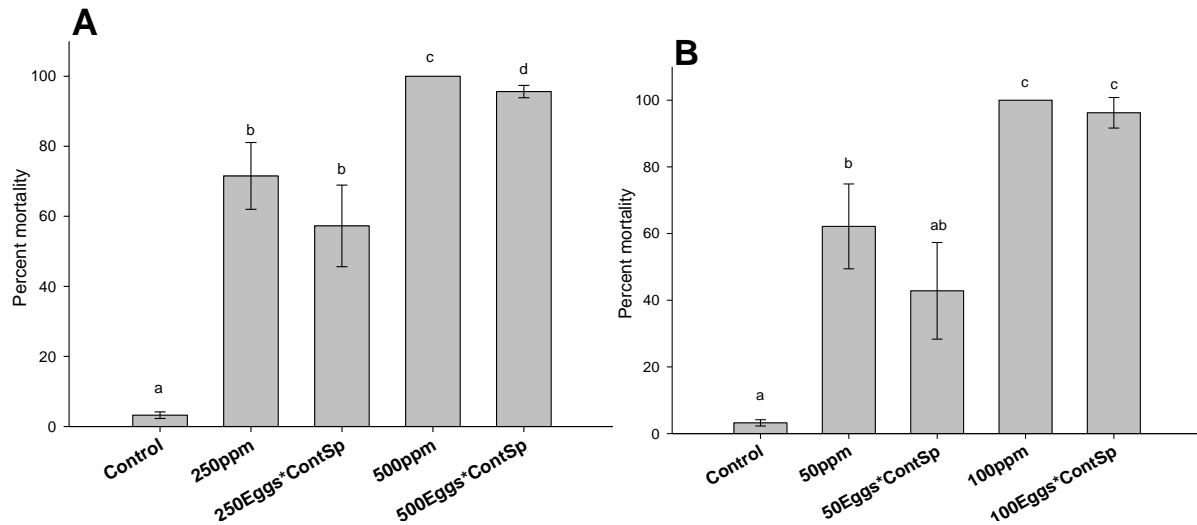 A
Percent mortality
100
80
60
40
20
0
a
b
b
c
d
Control
250ppm
250Eggs*ContSp
500ppm
500Eggs*ContSp
B
Percent mortality
100
80
60
40
20
0
a
b
ab
c
c
Control
50ppm
50Eggs*ContSp
100ppm
100Eggs*ContSp